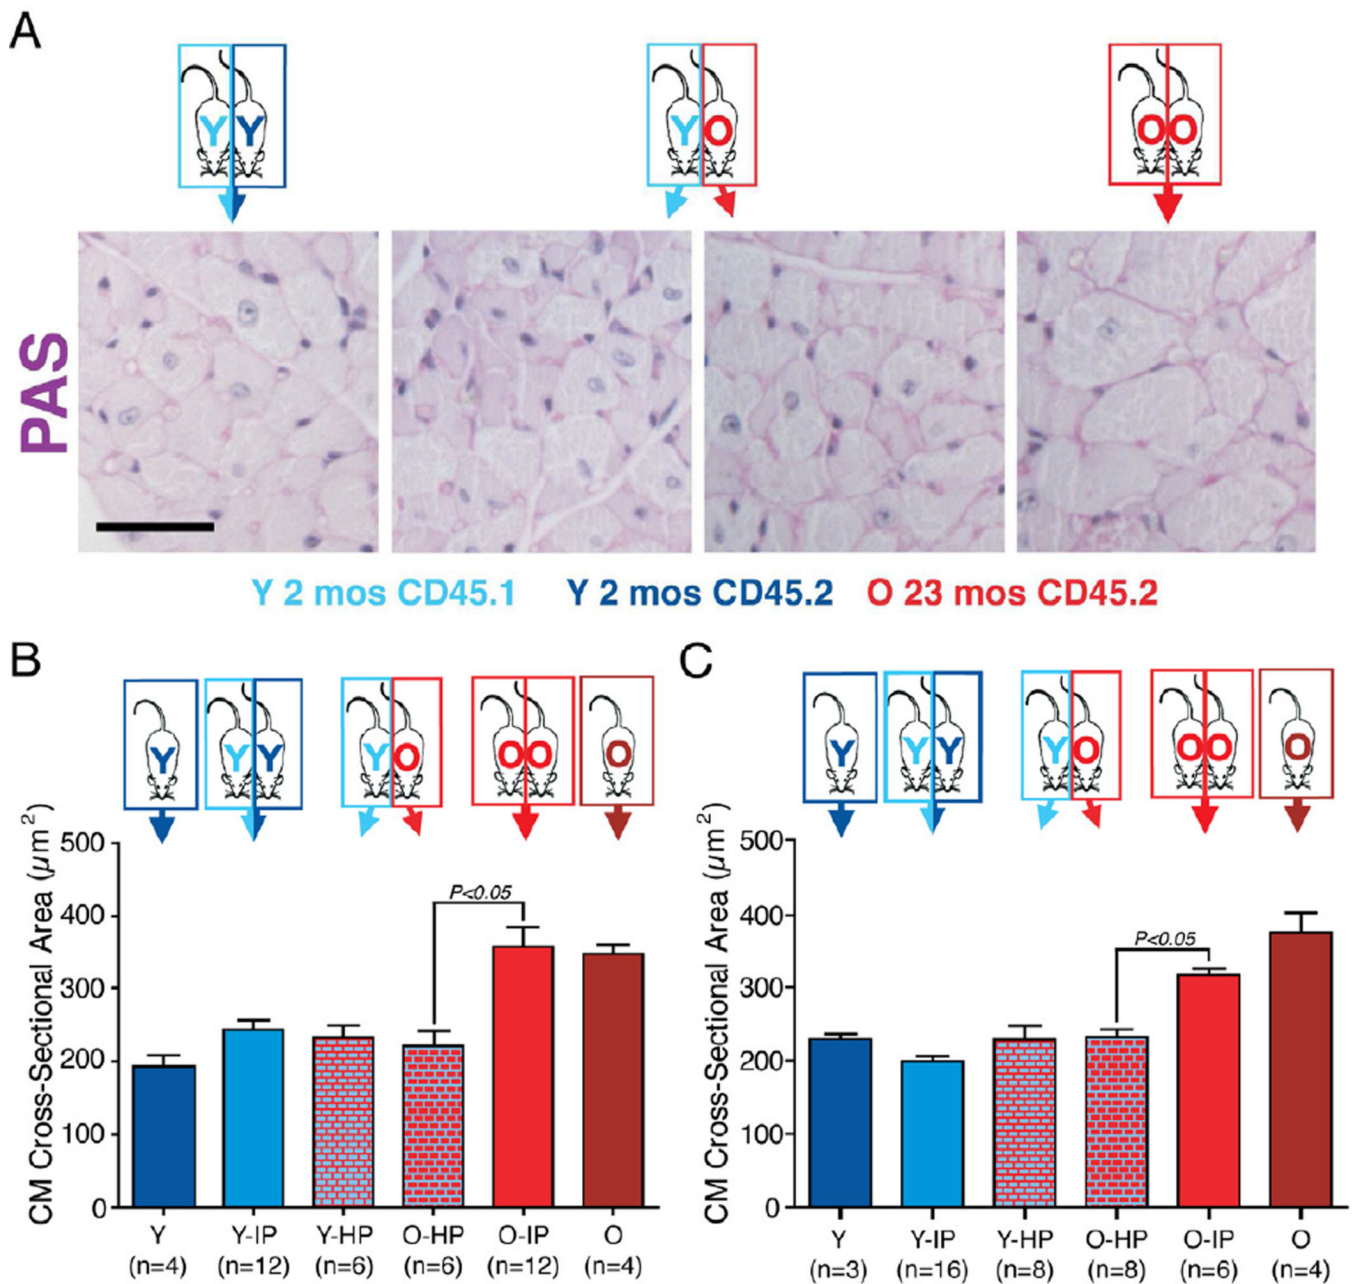 A
Y Y
Y O
O O
PAS
Y 2 mos CD45.1 Y 2 mos CD45.2 O 23 mos CD45.2
B
Y
Y Y
Y O
O O
O
CM Cross-Sectional Area (µm²)
500
400
300
200
100
0
P<0.05
Y Y-IP Y-HP O-HP O-IP O
(n=4) (n=12) (n=6) (n=6) (n=12) (n=4)
C
Y
Y Y
Y O
O O
O
CM Cross-Sectional Area (µm²)
500
400
300
200
100
0
P<0.05
Y Y-IP Y-HP O-HP O-IP O
(n=3) (n=16) (n=8) (n=8) (n=6) (n=4)